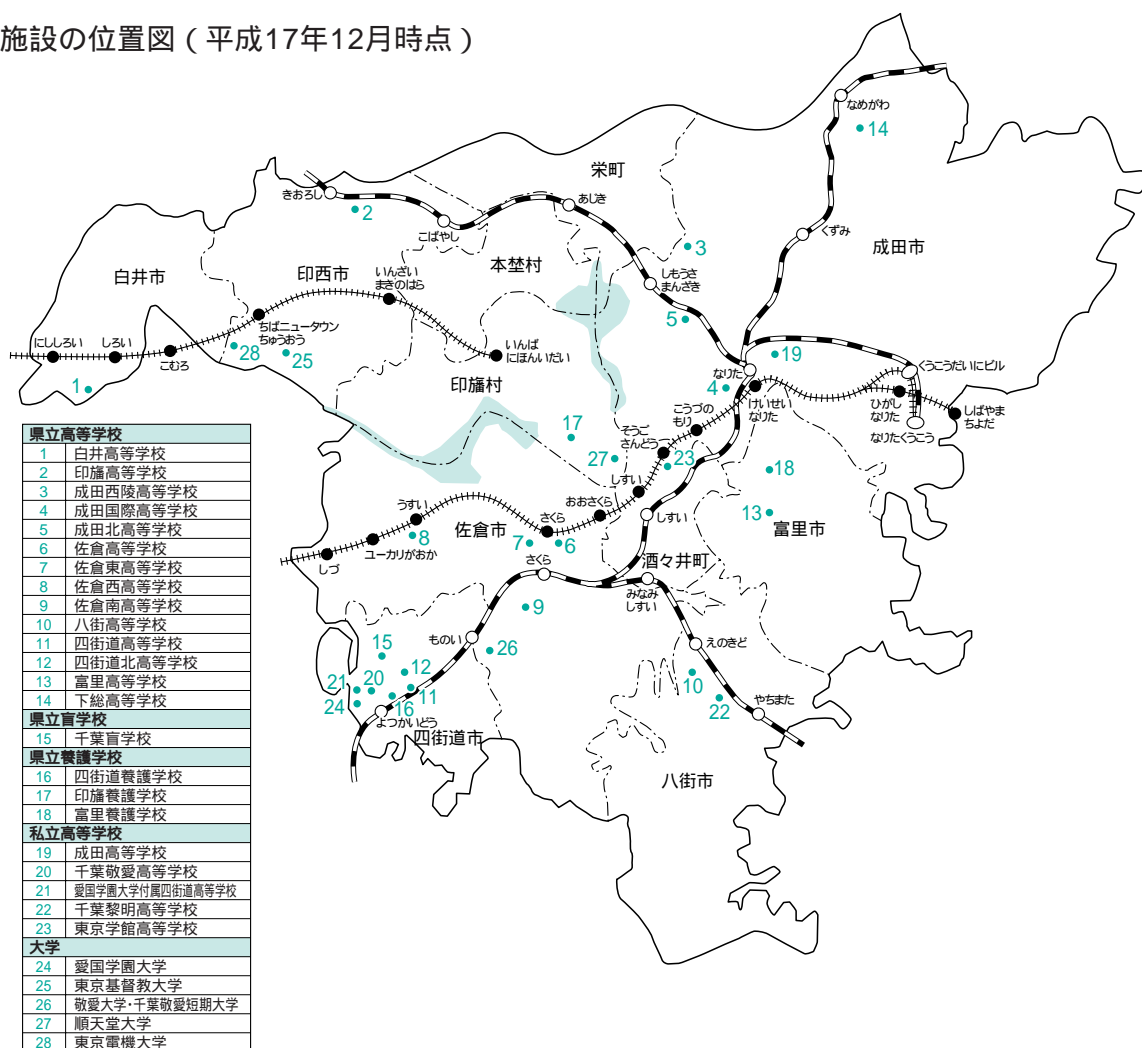 施設の位置図(平成17年12月時点)
なめがわ
14
栄町
きおろし
2
あじき
こばやし
くずみ
3
成田市
本埜村
白井市
印西市
いんざい
まきのはら
しもうさ
まんざき
ちばニュータウン
ちゅうおう
5
にししろい
しろい
こむろ
28
25
いんば
にほんいだい
19
なりた
くうこうだいにビル
1
印旛村
4
けいせい
なりた
ひがし
なりた
しばやま
ちよだ
なりたくうこう
こうづの
もり
そうご
さんどう
17
27
23
18
しすい
うすい
おおさくら
さくら
しすい
13
富里市
佐倉市
8
7
6
ユーカリがおか
しづ
さくら
酒々井町
みなみ
しすい
9
ものい
えのきど
15
26
12
21
20
10
11
24
16
22
やちまた
よつかいどう
四街道市
八街市
県立高等学校
1 白井高等学校
2 印旛高等学校
3 成田西陵高等学校
4 成田国際高等学校
5 成田北高等学校
6 佐倉高等学校
7 佐倉東高等学校
8 佐倉西高等学校
9 佐倉南高等学校
10 八街高等学校
11 四街道高等学校
12 四街道北高等学校
13 富里高等学校
14 下総高等学校
県立盲学校
15 千葉盲学校
県立養護学校
16 四街道養護学校
17 印旛養護学校
18 富里養護学校
私立高等学校
19 成田高等学校
20 千葉敬愛高等学校
21 愛国学園大学付属四街道高等学校
22 千葉黎明高等学校
23 東京学館高等学校
大学
24 愛国学園大学
25 東京基督教大学
26 敬愛大学・千葉敬愛短期大学
27 順天堂大学
28 東京電機大学